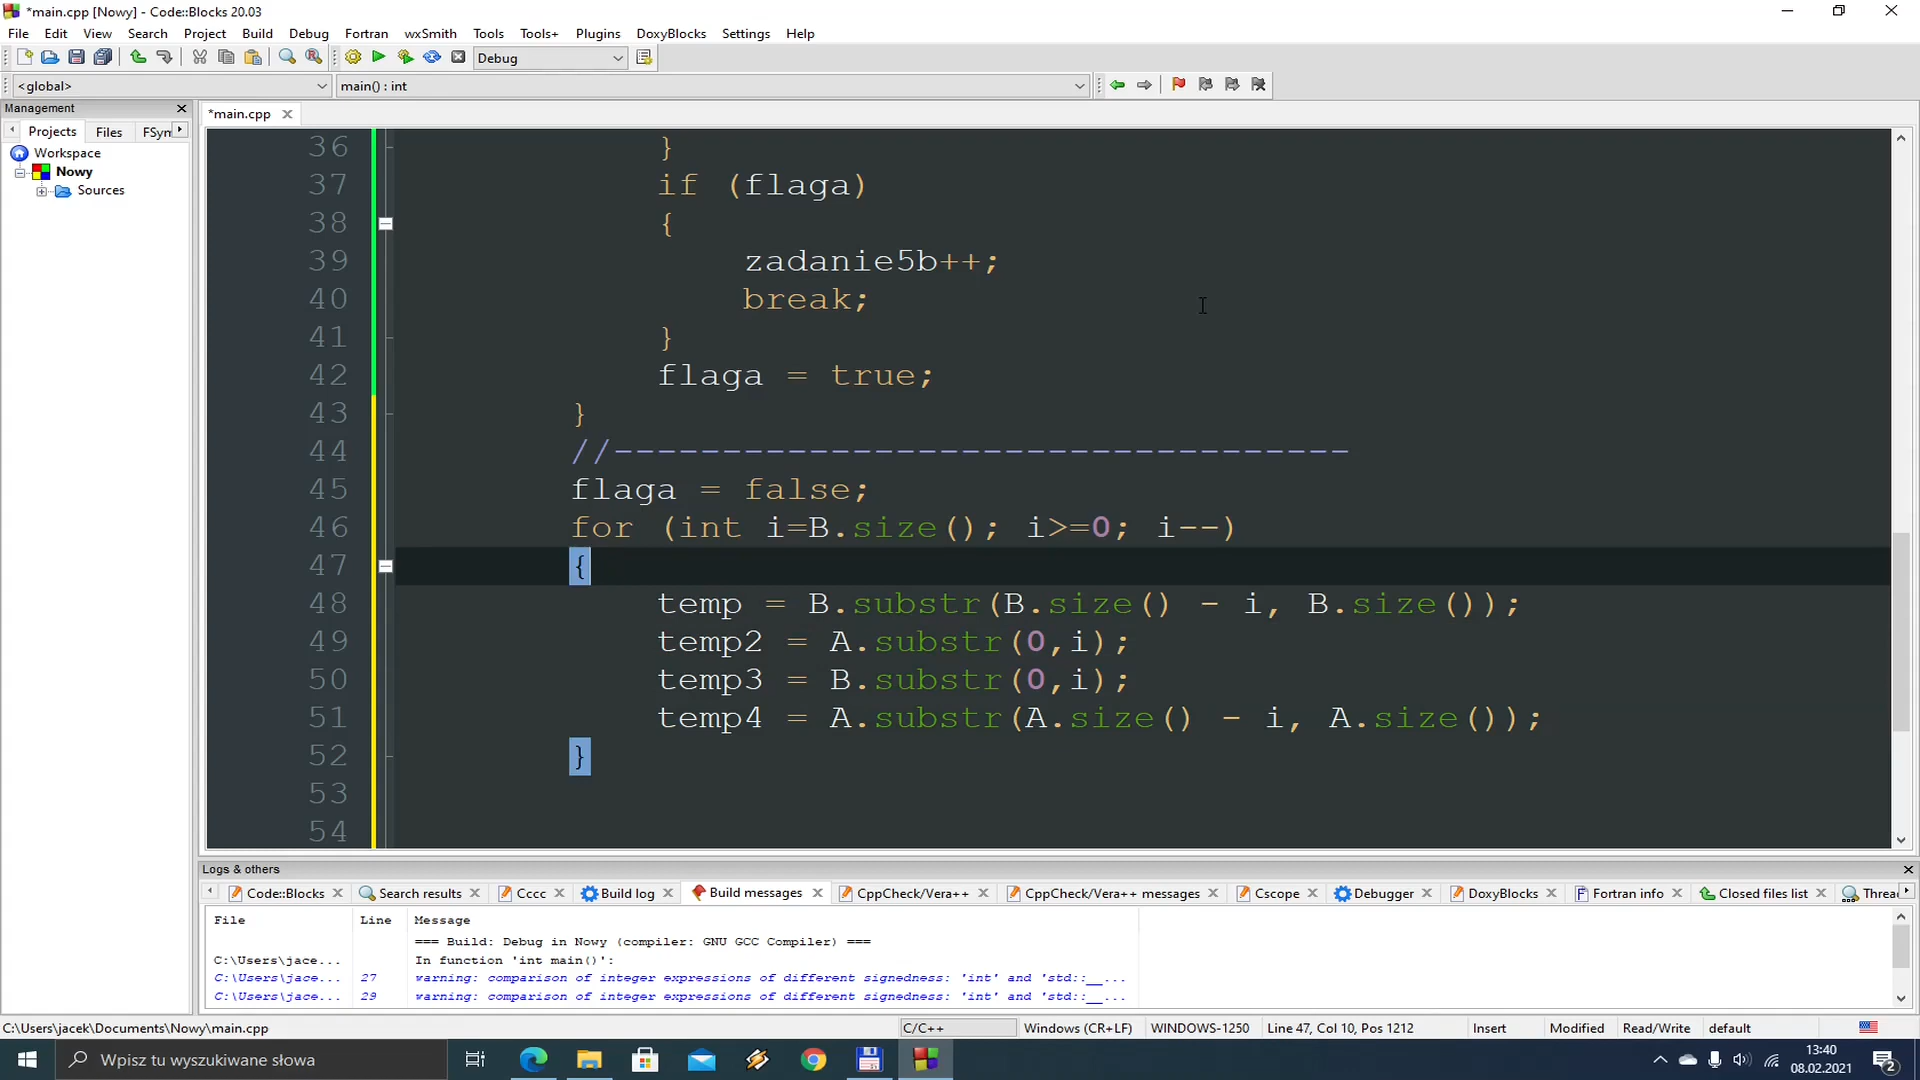 *main.cpp [Nowy] - Code::Blocks 20.03
File Edit View Search Project Build Debug Fortran wxSmith Tools Tools+ Plugins DoxyBlocks Settings Help
Debug
<global> main() : int
Management
*main.cpp
Projects Files FSyn
Workspace
Nowy
Sources
36 }
37 if (flaga)
38 {
39 zadanie5b++;
40 break;
41 }
42 flaga = true;
43 }
44 //----------------------------------
45 flaga = false;
46 for (int i=B.size(); i>=0; i--)
47 {
48 temp = B.substr(B.size() - i, B.size());
49 temp2 = A.substr(0,i);
50 temp3 = B.substr(0,i);
51 temp4 = A.substr(A.size() - i, A.size());
52 }
53
54
Logs & others
Code::Blocks Search results Cccc Build log Build messages CppCheck/Vera++ CppCheck/Vera++ messages Cscope Debugger DoxyBlocks Fortran info Closed files list Threa
File Line Message
=== Build: Debug in Nowy (compiler: GNU GCC Compiler) ===
C:\Users\jace... In function 'int main()':
C:\Users\jace... 27 warning: comparison of integer expressions of different signedness: 'int' and 'std::__...
C:\Users\jace... 29 warning: comparison of integer expressions of different signedness: 'int' and 'std::__...
C:\Users\jacek\Documents\Nowy\main.cpp C/C++ Windows (CR+LF) WINDOWS-1250 Line 47, Col 10, Pos 1212 Insert Modified Read/Write default
Wpisz tu wyszukiwane słowa
13:40
08.02.2021
2